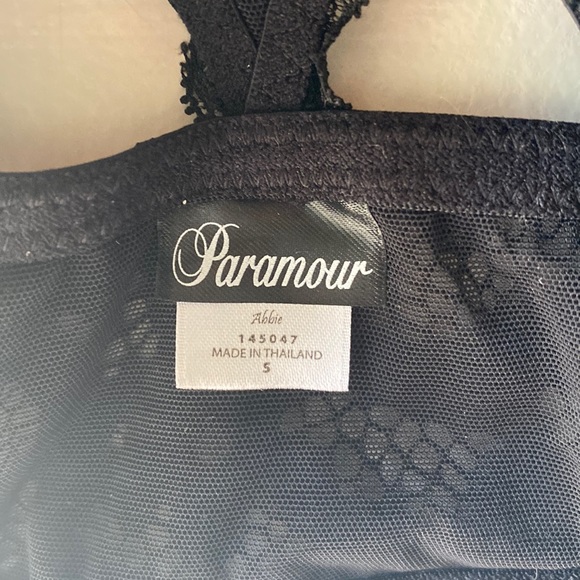 Paramour
Abbie
145047
MADE IN THAILAND
S